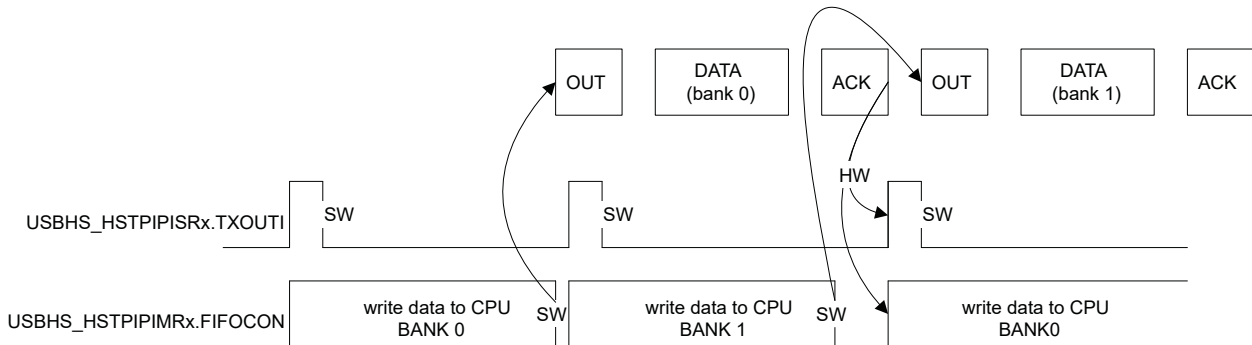 OUT
DATA
(bank 0)
ACK
OUT
DATA
(bank 1)
ACK
HW
USBHS_HSTPIPISRx.TXOUTI
SW
SW
SW
USBHS_HSTPIPIMRx.FIFOCON
write data to CPU
BANK 0
SW
write data to CPU
BANK 1
SW
write data to CPU
BANK0